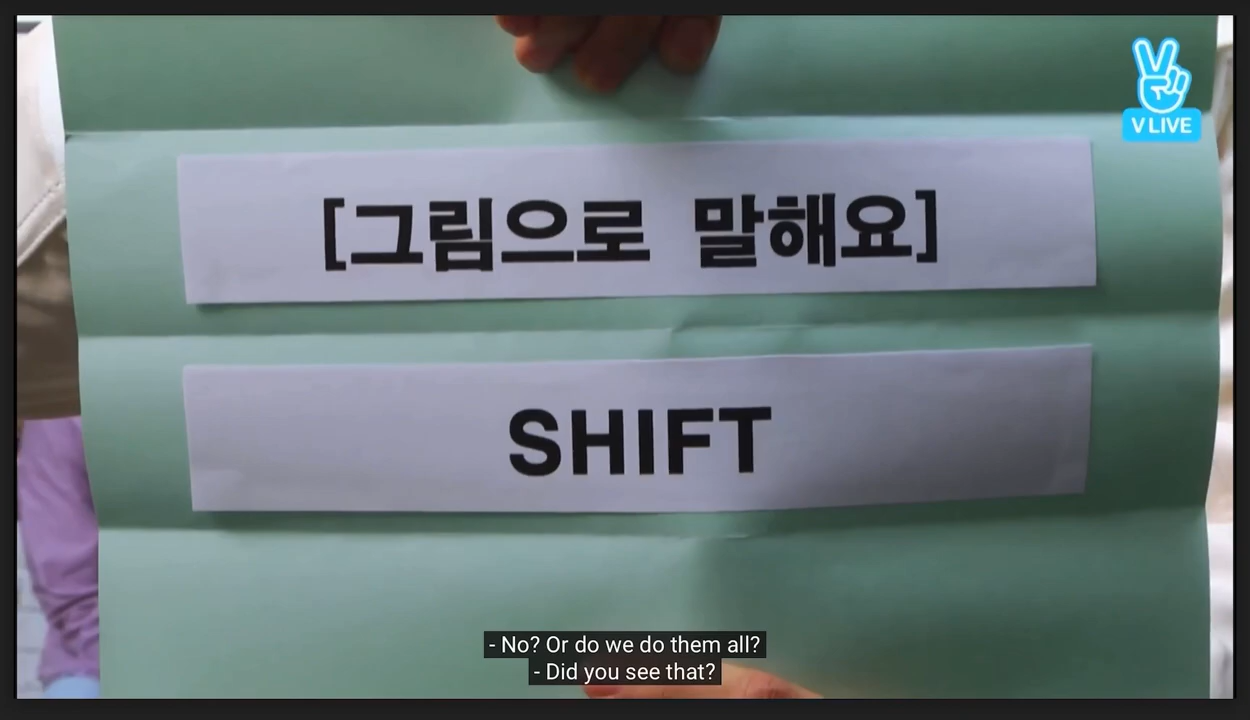 V LIVE
[그림으로 말해요]
SHIFT
- No? Or do we do them all?
- Did you see that?